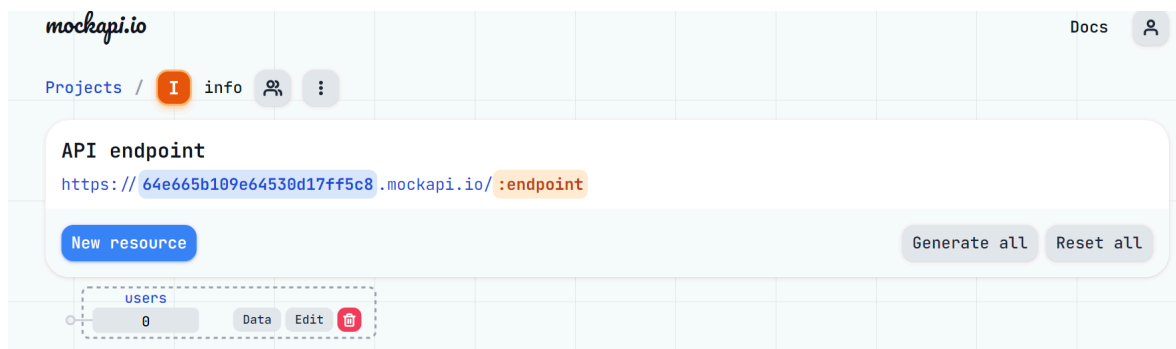 mockapi.io
Docs
Projects / I info
API endpoint
https://64e665b109e64530d17ff5c8.mockapi.io/:endpoint
New resource
Generate all
Reset all
users
0
Data
Edit